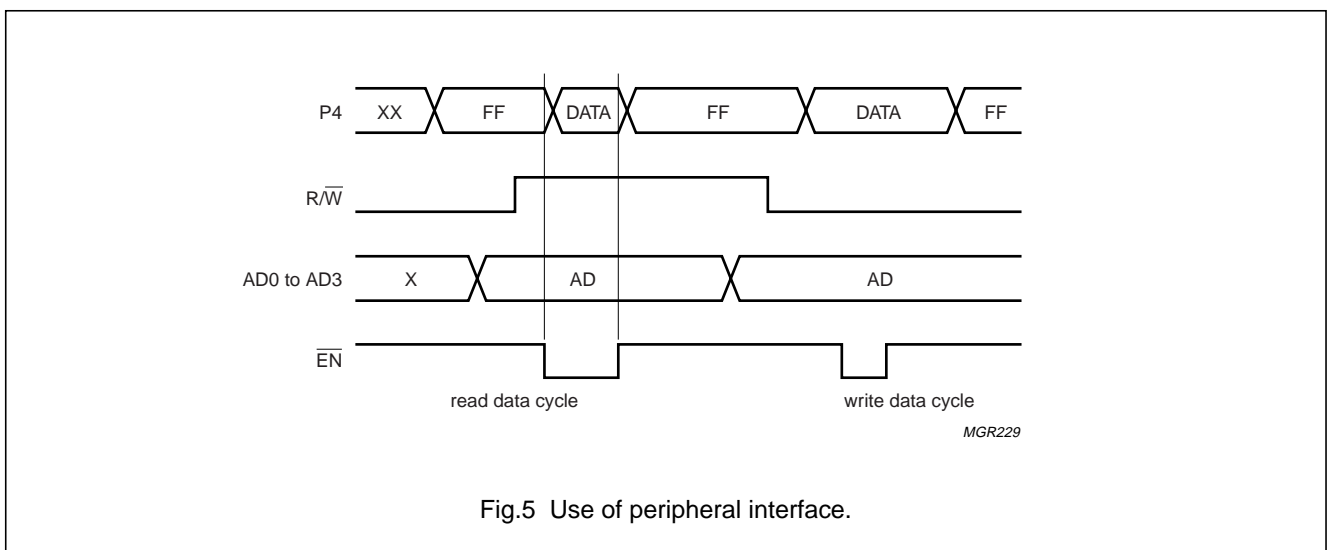 P4 XX FF DATA FF DATA FF
R/W̅
AD0 to AD3 X AD AD
E̅N̅
read data cycle write data cycle
MGR229
Fig.5 Use of peripheral interface.